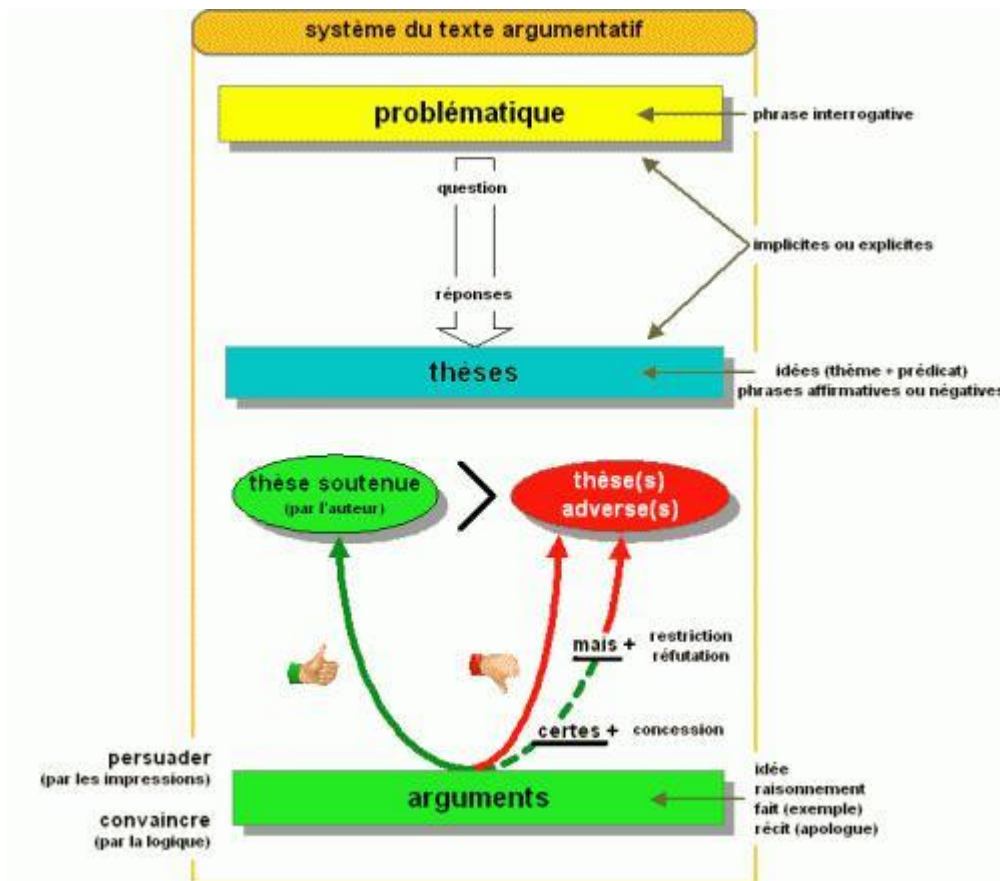 système du texte argumentatif
problématique
phrase interrogative
question
implicites ou explicites
réponses
thèses
idées (thème + prédicat)
phrases affirmatives ou négatives
thèse soutenue
(par l'auteur)
>
thèse(s)
adverse(s)
mais + restriction
réfutation
certes + concession
persuader
(par les impressions)
convaincre
(par la logique)
arguments
idée
raisonnement
fait (exemple)
récit (apologue)